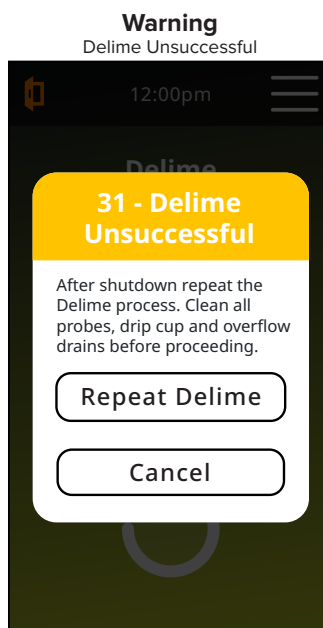 Warning
Delime Unsuccessful
12:00pm
Delime
31 - Delime
Unsuccessful
After shutdown repeat the
Delime process. Clean all
probes, drip cup and overflow
drains before proceeding.
Repeat Delime
Cancel